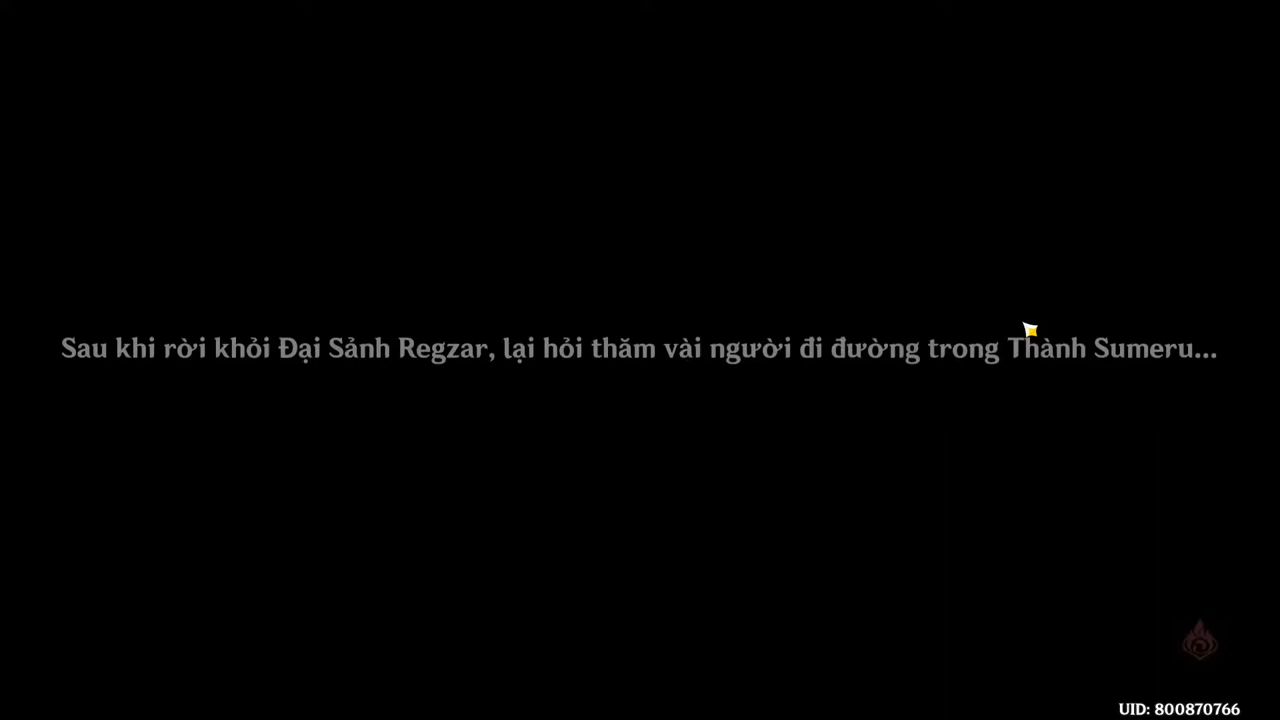 Sau khi rời khỏi Đại Sảnh Regzar, lại hỏi thăm vài người đi đường trong Thành Sumeru...
UID: 800870766